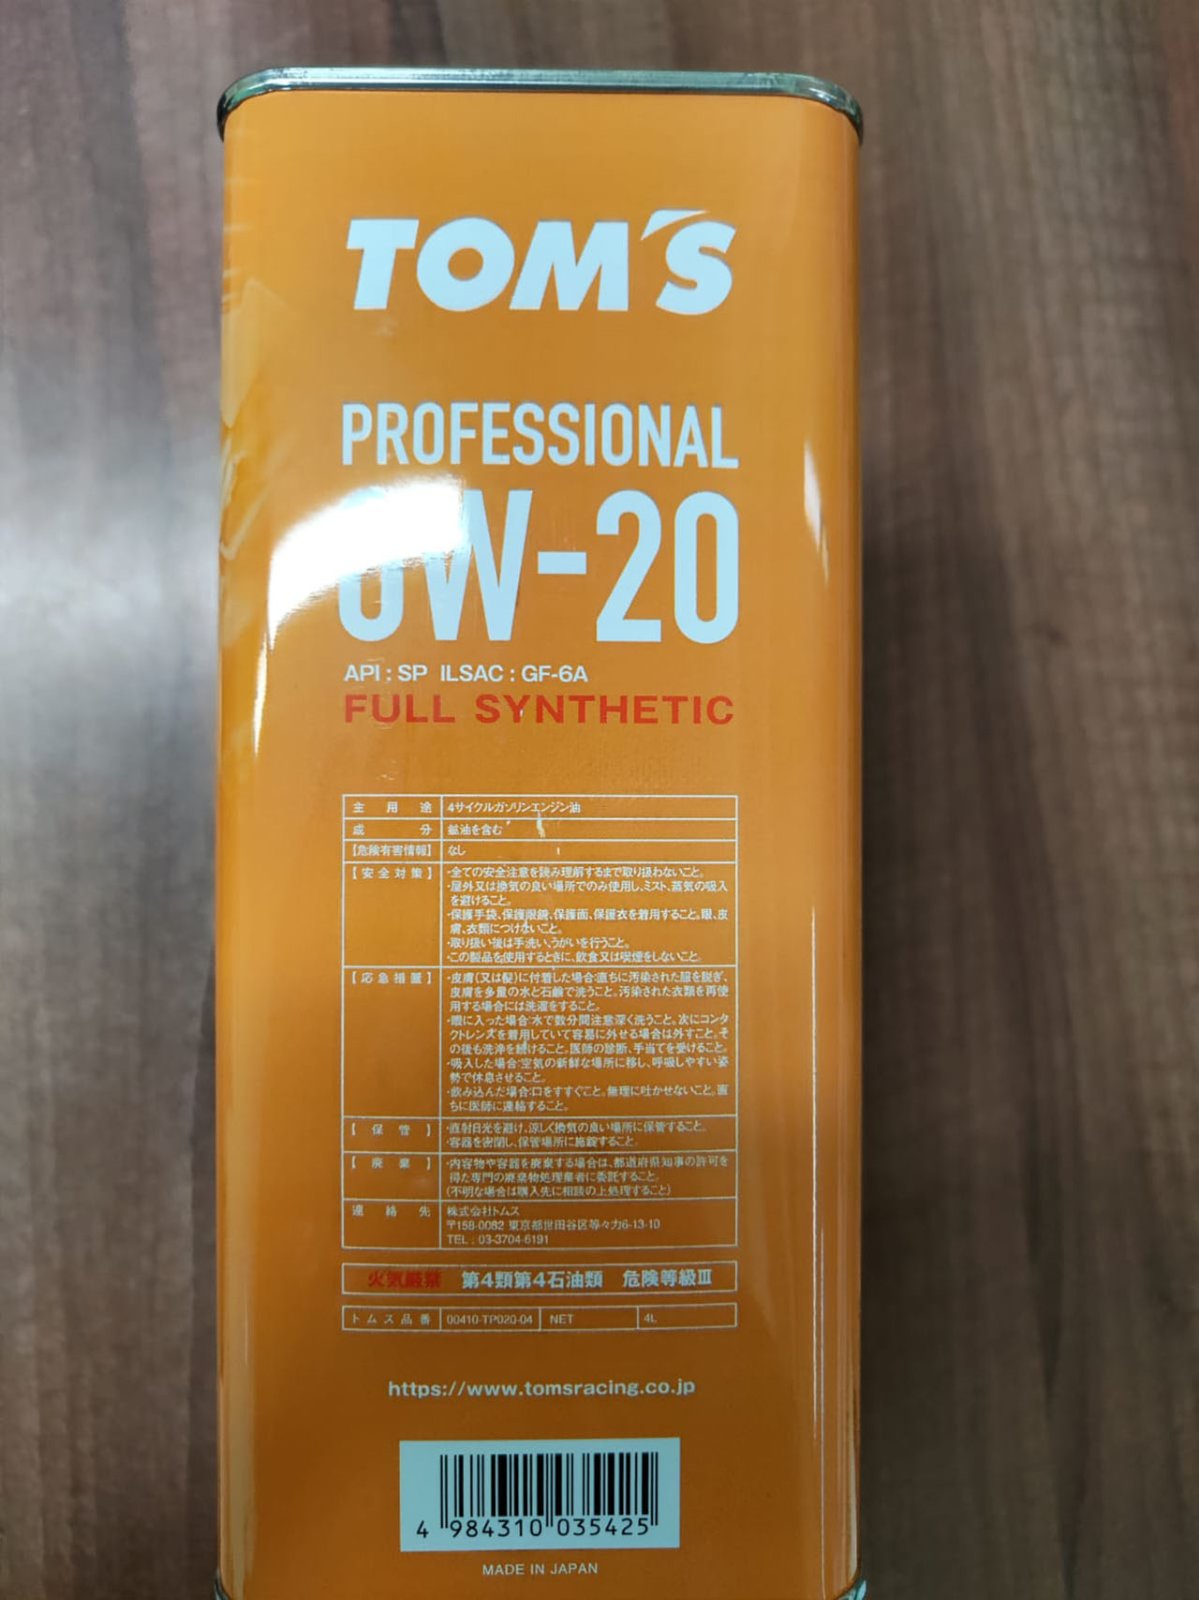 TOM'S
PROFESSIONAL
0W-20
API : SP ILSAC : GF-6A
FULL SYNTHETIC
主用途 4サイクルガソリンエンジン油
成分 鉱油を含む
【危険有害情報】 なし
【安全対策】 ・全ての安全注意を読み理解するまで取り扱わないこと。
・屋外又は換気の良い場所でのみ使用し、ミスト、蒸気の吸入
を避けること。
・保護手袋、保護眼鏡、保護面、保護衣を着用すること。眼、皮
膚、衣類につけないこと。
・取り扱い後は手洗い、うがいを行うこと。
・この製品を使用するときに、飲食又は喫煙をしないこと。
【応急措置】 ・皮膚(又は髪)に付着した場合:直ちに汚染された服を脱ぎ、
皮膚を多量の水と石鹸で洗うこと。汚染された衣類を再使
用する場合には洗濯をすること。
・眼に入った場合:水で数分間注意深く洗うこと。次にコンタ
クトレンズを着用していて容易に外せる場合は外すこと。そ
の後も洗浄を続けること。医師の診断、手当てを受けること。
・吸入した場合:空気の新鮮な場所に移し、呼吸しやすい姿
勢で休息させること。
・飲み込んだ場合:口をすすぐこと。無理に吐かせないこと。直
ちに医師に連絡すること。
【保管】 ・直射日光を避け、涼しく換気の良い場所に保管すること。
・容器を密閉し、保管場所に施錠すること。
【廃棄】 ・内容物や容器を廃棄する場合は、都道府県知事の許可を
得た専門の廃棄物処理業者に委託すること。
(不明な場合は購入先に相談の上処理すること)
連絡先 株式会社トムス
〒158-0082 東京都世田谷区等々力6-13-10
TEL : 03-3704-6191
火気厳禁 第4類第4石油類 危険等級Ⅲ
トムス品番 00410-TP020-04 NET 4L
https://www.tomsracing.co.jp
4 984310 035425
MADE IN JAPAN